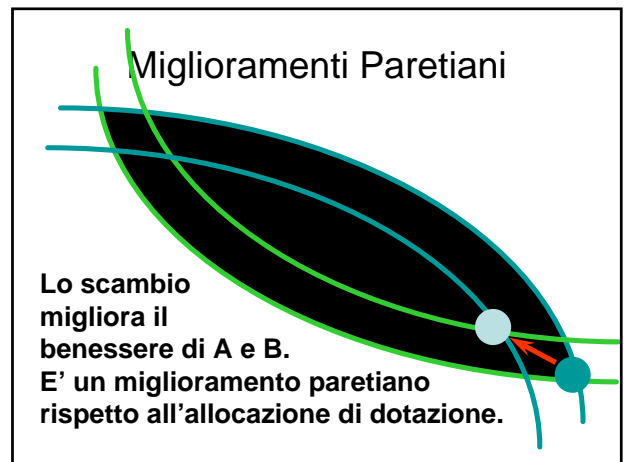 Miglioramenti Paretiani
Lo scambio
migliora il
benessere di A e B.
E' un miglioramento paretiano
rispetto all'allocazione di dotazione.